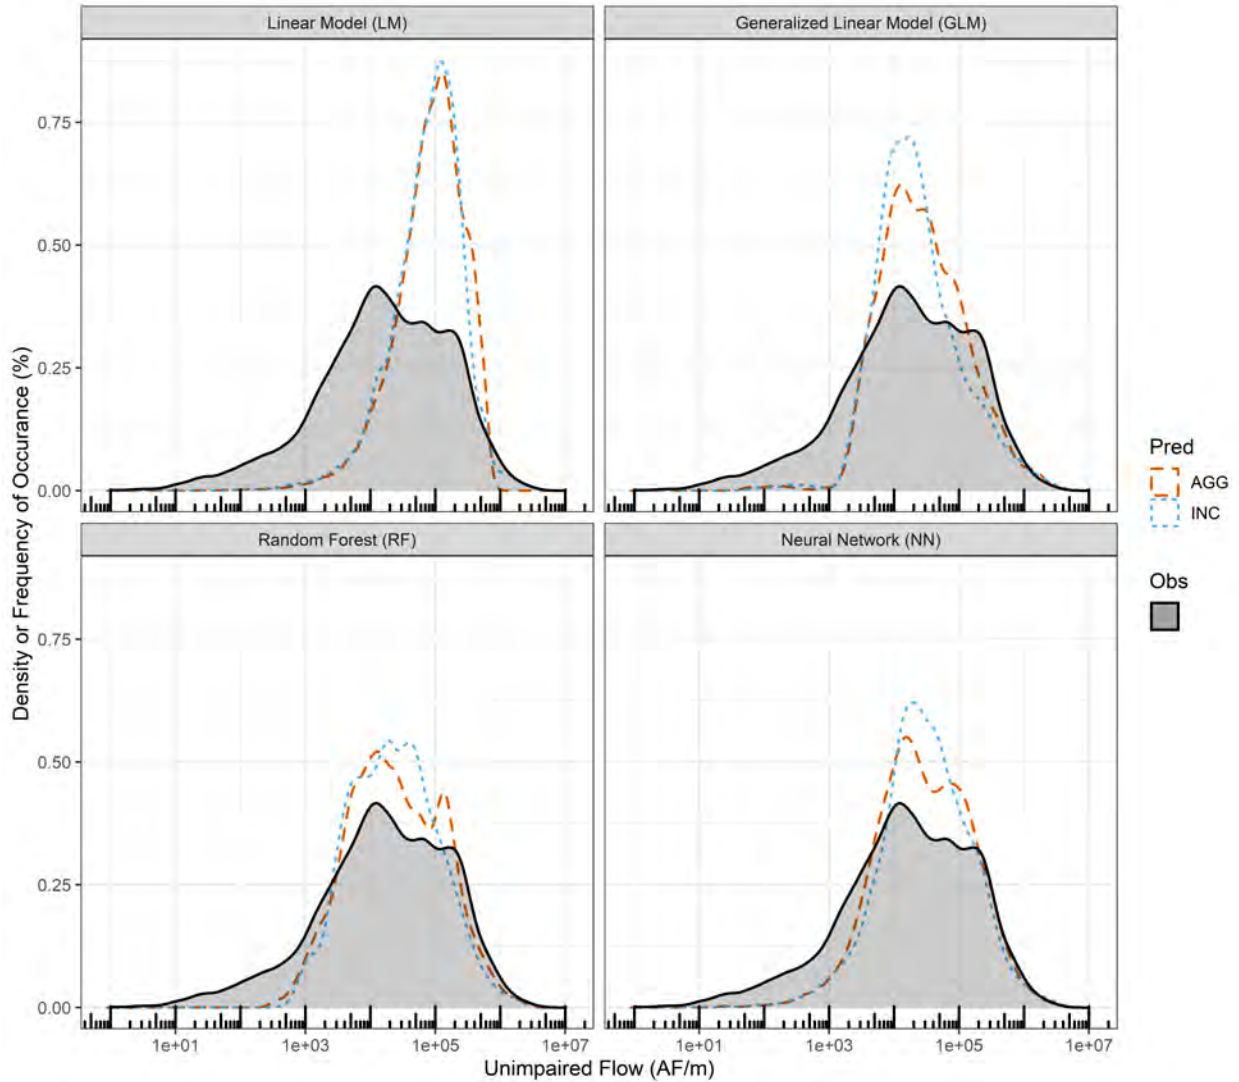 Linear Model (LM)
Generalized Linear Model (GLM)
0.75
0.50
0.25
0.00
Random Forest (RF)
Neural Network (NN)
0.75
0.50
0.25
0.00
1e+01
1e+03
1e+05
1e+07
1e+01
1e+03
1e+05
1e+07
Unimpaired Flow (AF/m)
Density or Frequency of Occurance (%)
Pred
AGG
INC
Obs